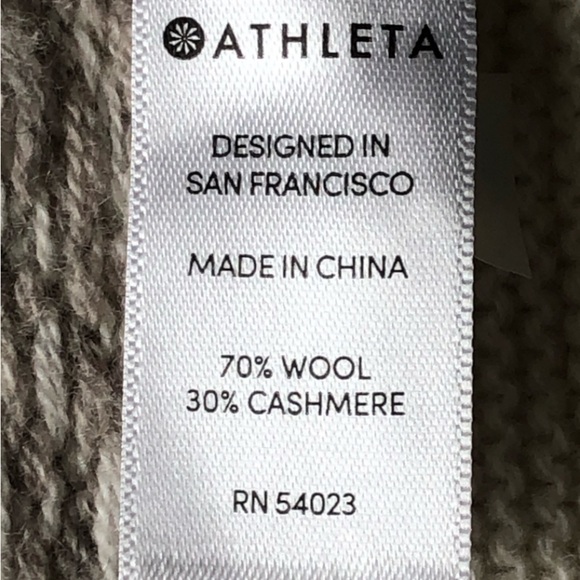 ATHLETA
DESIGNED IN
SAN FRANCISCO
MADE IN CHINA
70% WOOL
30% CASHMERE
RN 54023